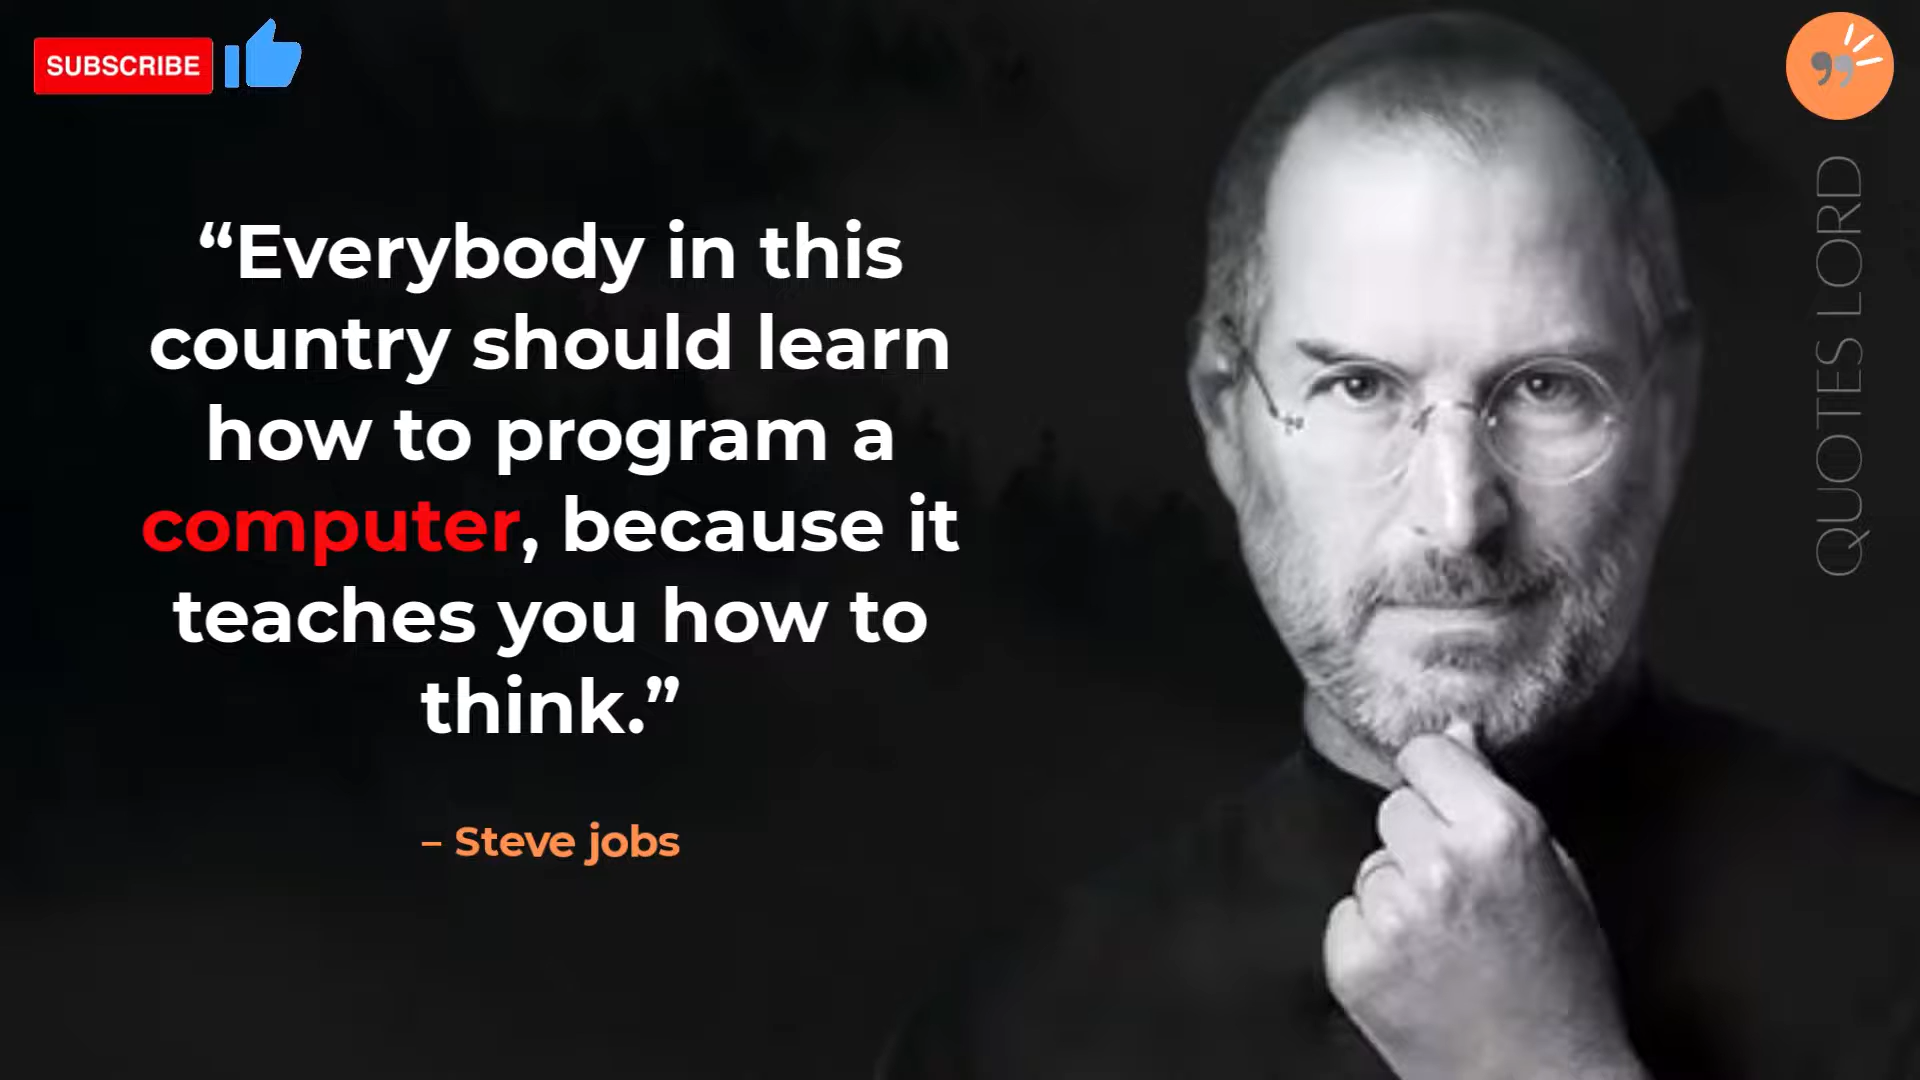 SUBSCRIBE
“Everybody in this
country should learn
how to program a
computer, because it
teaches you how to
think.”
– Steve jobs
QUOTES LORD